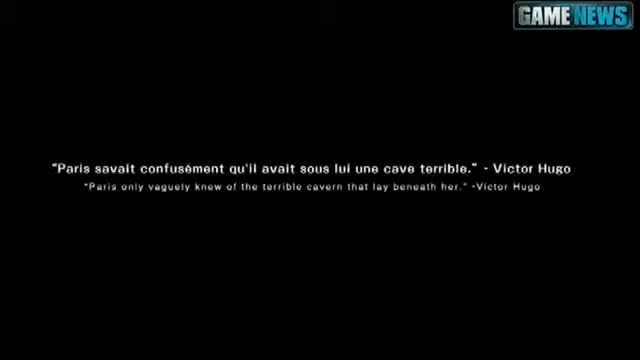 GAME NEWS
"Paris savait confusément qu'il avait sous lui une cave terrible." - Victor Hugo
"Paris only vaguely knew of the terrible cavern that lay beneath her." -Victor Hugo